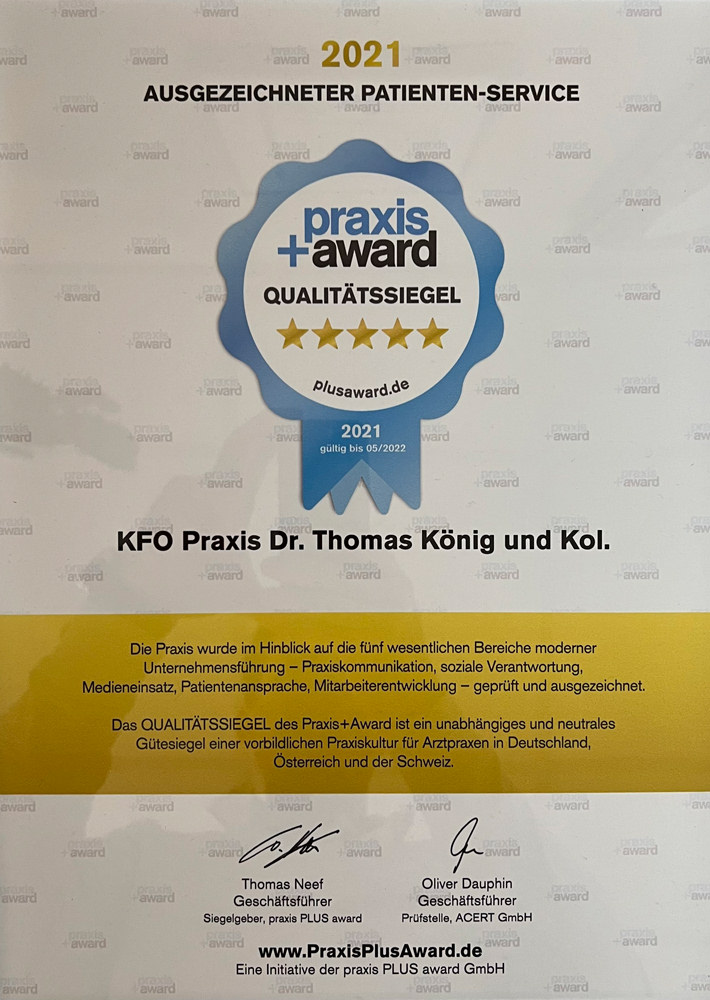 2021
AUSGEZEICHNETER PATIENTEN-SERVICE
praxis
+award
QUALITÄTSSIEGEL
plusaward.de
2021
gültig bis 05/2022
KFO Praxis Dr. Thomas König und Kol.
Die Praxis wurde im Hinblick auf die fünf wesentlichen Bereiche moderner
Unternehmensführung – Praxiskommunikation, soziale Verantwortung,
Medieneinsatz, Patientenansprache, Mitarbeiterentwicklung – geprüft und ausgezeichnet.
Das QUALITÄTSSIEGEL des Praxis+Award ist ein unabhängiges und neutrales
Gütesiegel einer vorbildlichen Praxiskultur für Arztpraxen in Deutschland,
Österreich und der Schweiz.
Thomas Neef
Geschäftsführer
Siegelgeber, praxis PLUS award
Oliver Dauphin
Geschäftsführer
Prüfstelle, ACERT GmbH
www.PraxisPlusAward.de
Eine Initiative der praxis PLUS award GmbH